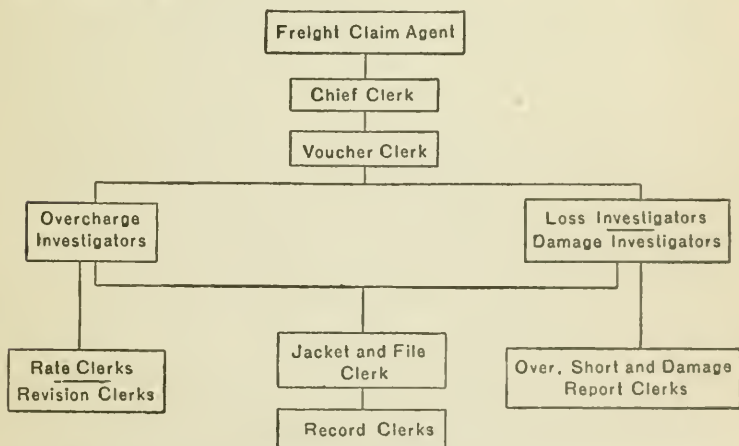 Freight Claim Agent
Chief Clerk
Voucher Clerk
Overcharge
Investigators
Loss Investigators
Damage Investigators
Rate Clerks
Revision Clerks
Jacket and File
Clerk
Over, Short and Damage
Report Clerks
Record Clerks